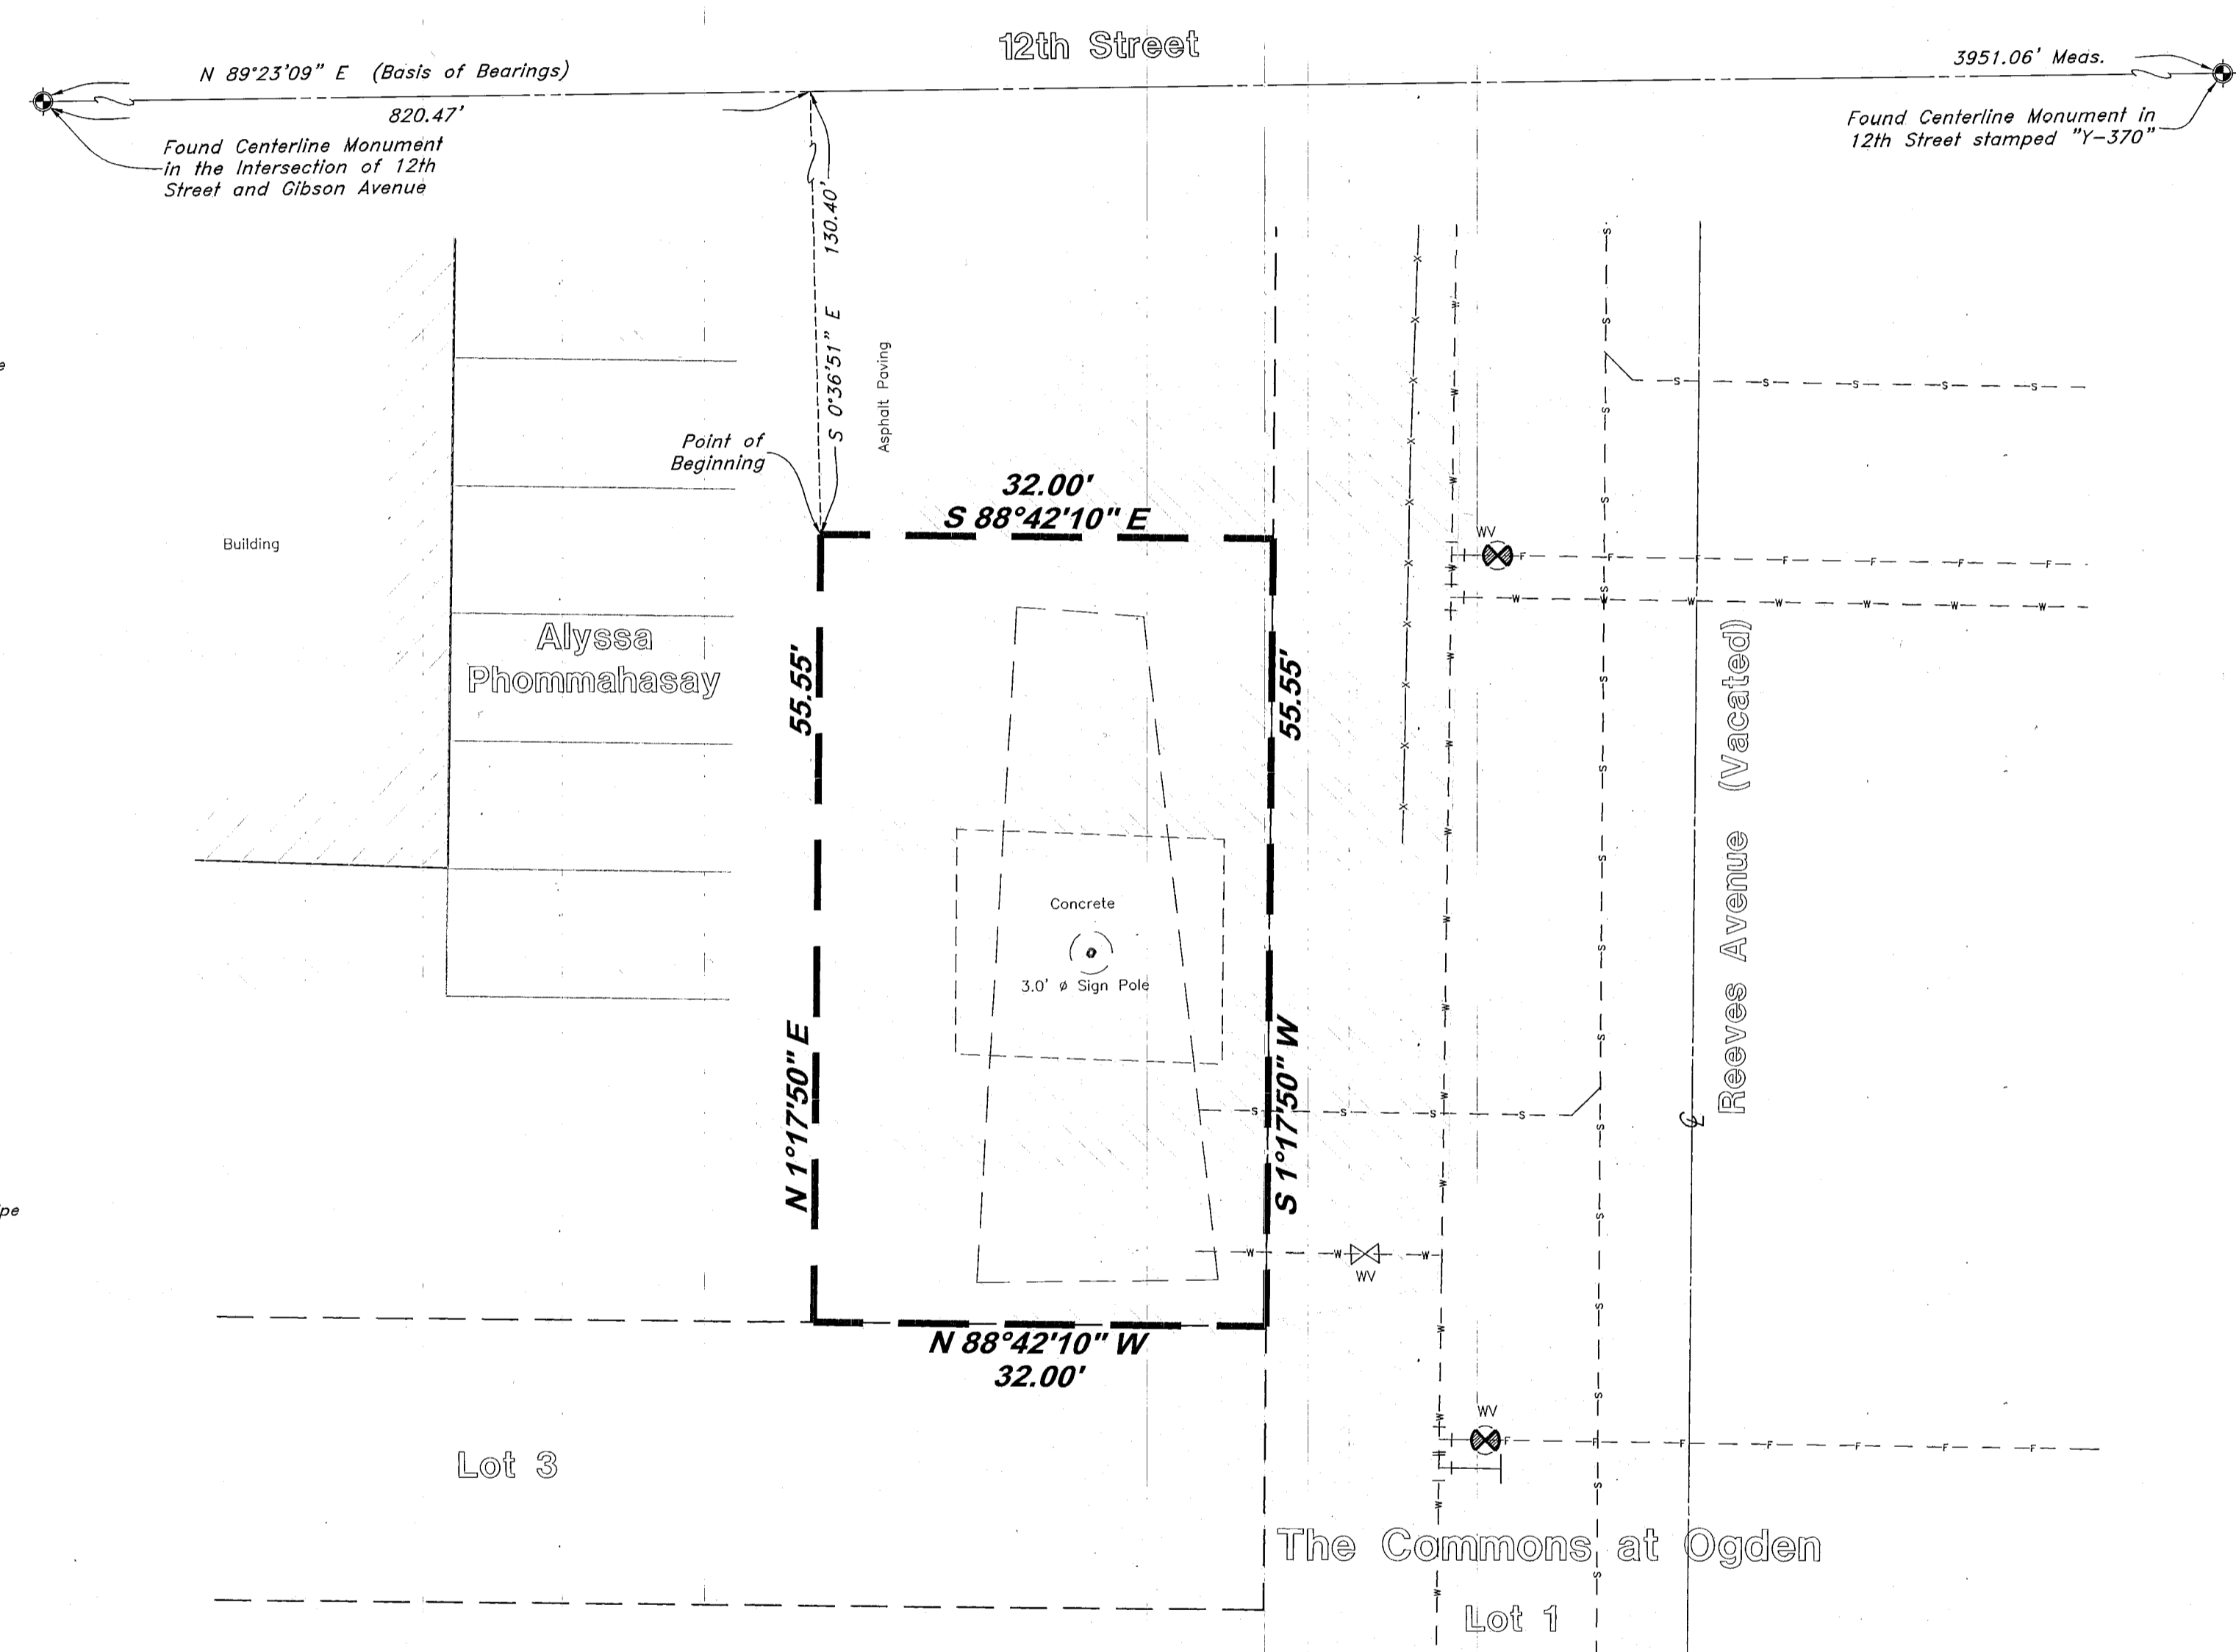 12th Street
N 89°23'09" E (Basis of Bearings)
820.47'
3951.06' Meas.
Found Centerline Monument
in the Intersection of 12th
Street and Gibson Avenue
Found Centerline Monument in
12th Street stamped "Y-370"
S 0°36'51" E 130.40'
Asphalt Paving
Point of
Beginning
32.00'
S 88°42'10" E
Building
Alyssa
Phommahasay
55.55'
N 1°17'50" E
55.55'
S 1°17'50" W
Concrete
3.0' ø Sign Pole
WV
WV
WV
Reeves Avenue (Vacated)
N 88°42'10" W
32.00'
Lot 3
The Commons at Ogden
Lot 1